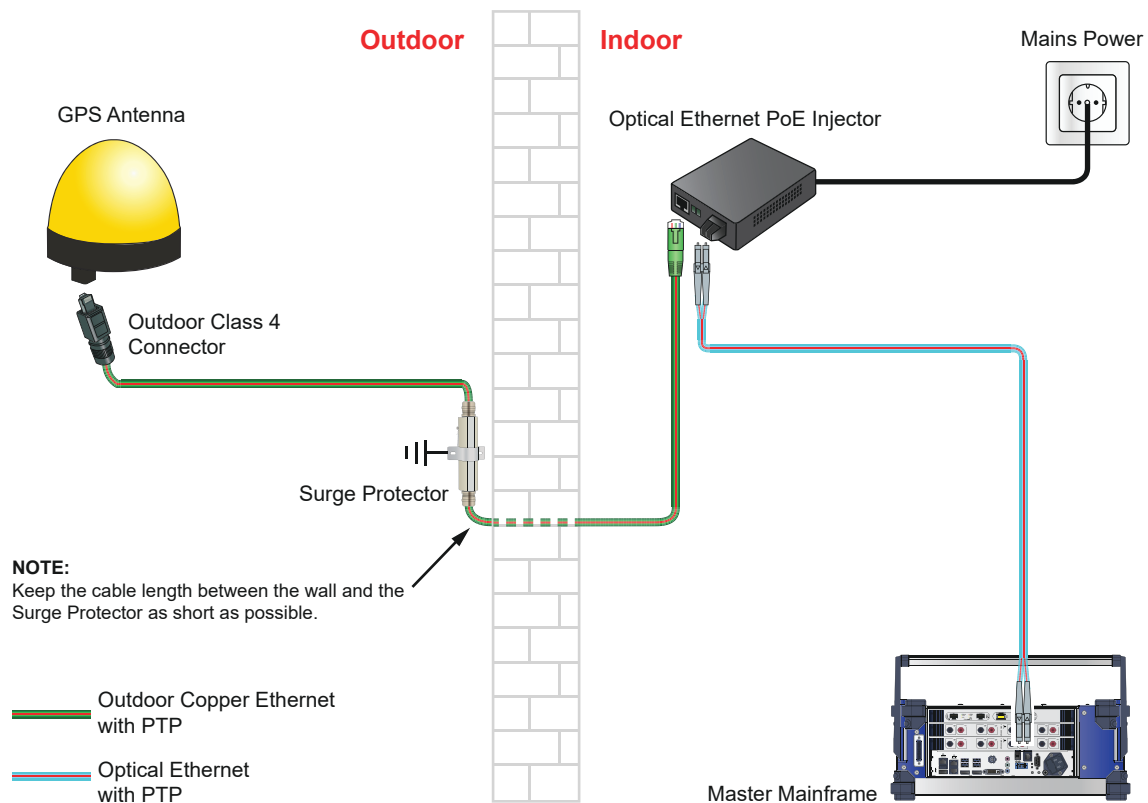 Outdoor
Indoor
Mains Power
GPS Antenna
Optical Ethernet PoE Injector
Outdoor Class 4
Connector
Surge Protector
NOTE:
Keep the cable length between the wall and the
Surge Protector as short as possible.
Outdoor Copper Ethernet
with PTP
Optical Ethernet
with PTP
Master Mainframe